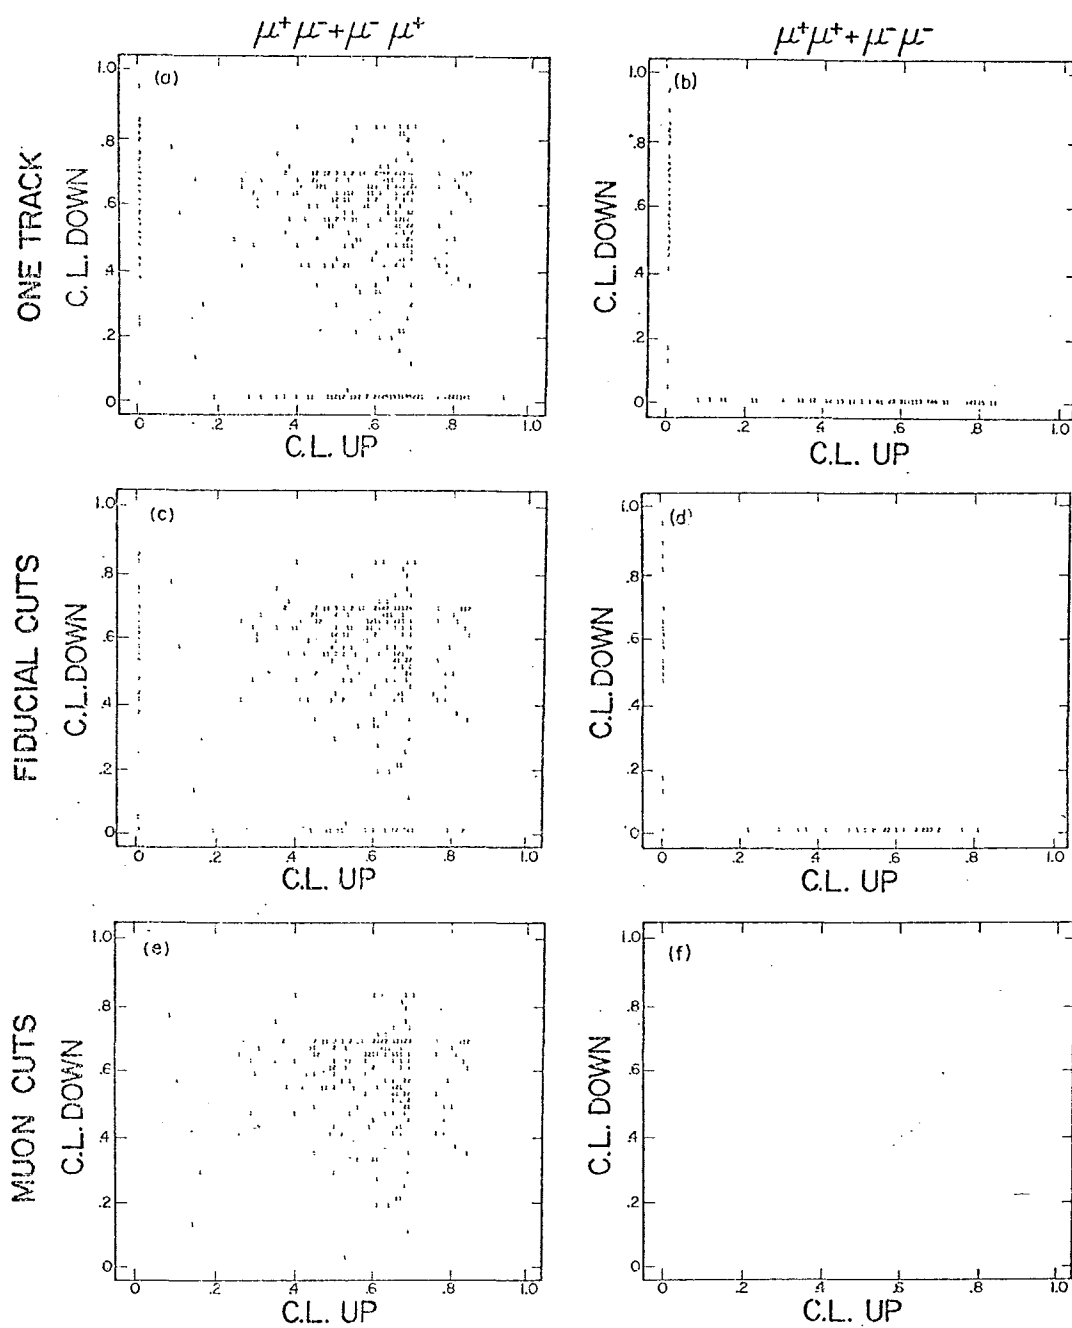 μ⁺μ⁻+μ⁻μ⁺
μ⁺μ⁺+μ⁻μ⁻
ONE TRACK
C.L. DOWN
(a)
1.0
.8
.6
.4
.2
0
0 .2 .4 .6 .8 1.0
C.L. UP
C.L. DOWN
(b)
1.0
.8
.6
.4
.2
0
0 .2 .4 .6 .8 1.0
C.L. UP
FIDUCIAL CUTS
C.L. DOWN
(c)
1.0
.8
.6
.4
.2
0
0 .2 .4 .6 .8 1.0
C.L. UP
C.L. DOWN
(d)
1.0
.8
.6
.4
.2
0
0 .2 .4 .6 .8 1.0
C.L. UP
MUON CUTS
C.L. DOWN
(e)
1.0
.8
.6
.4
.2
0
0 .2 .4 .6 .8 1.0
C.L. UP
C.L. DOWN
(f)
1.0
.8
.6
.4
.2
0
0 .2 .4 .6 .8 1.0
C.L. UP